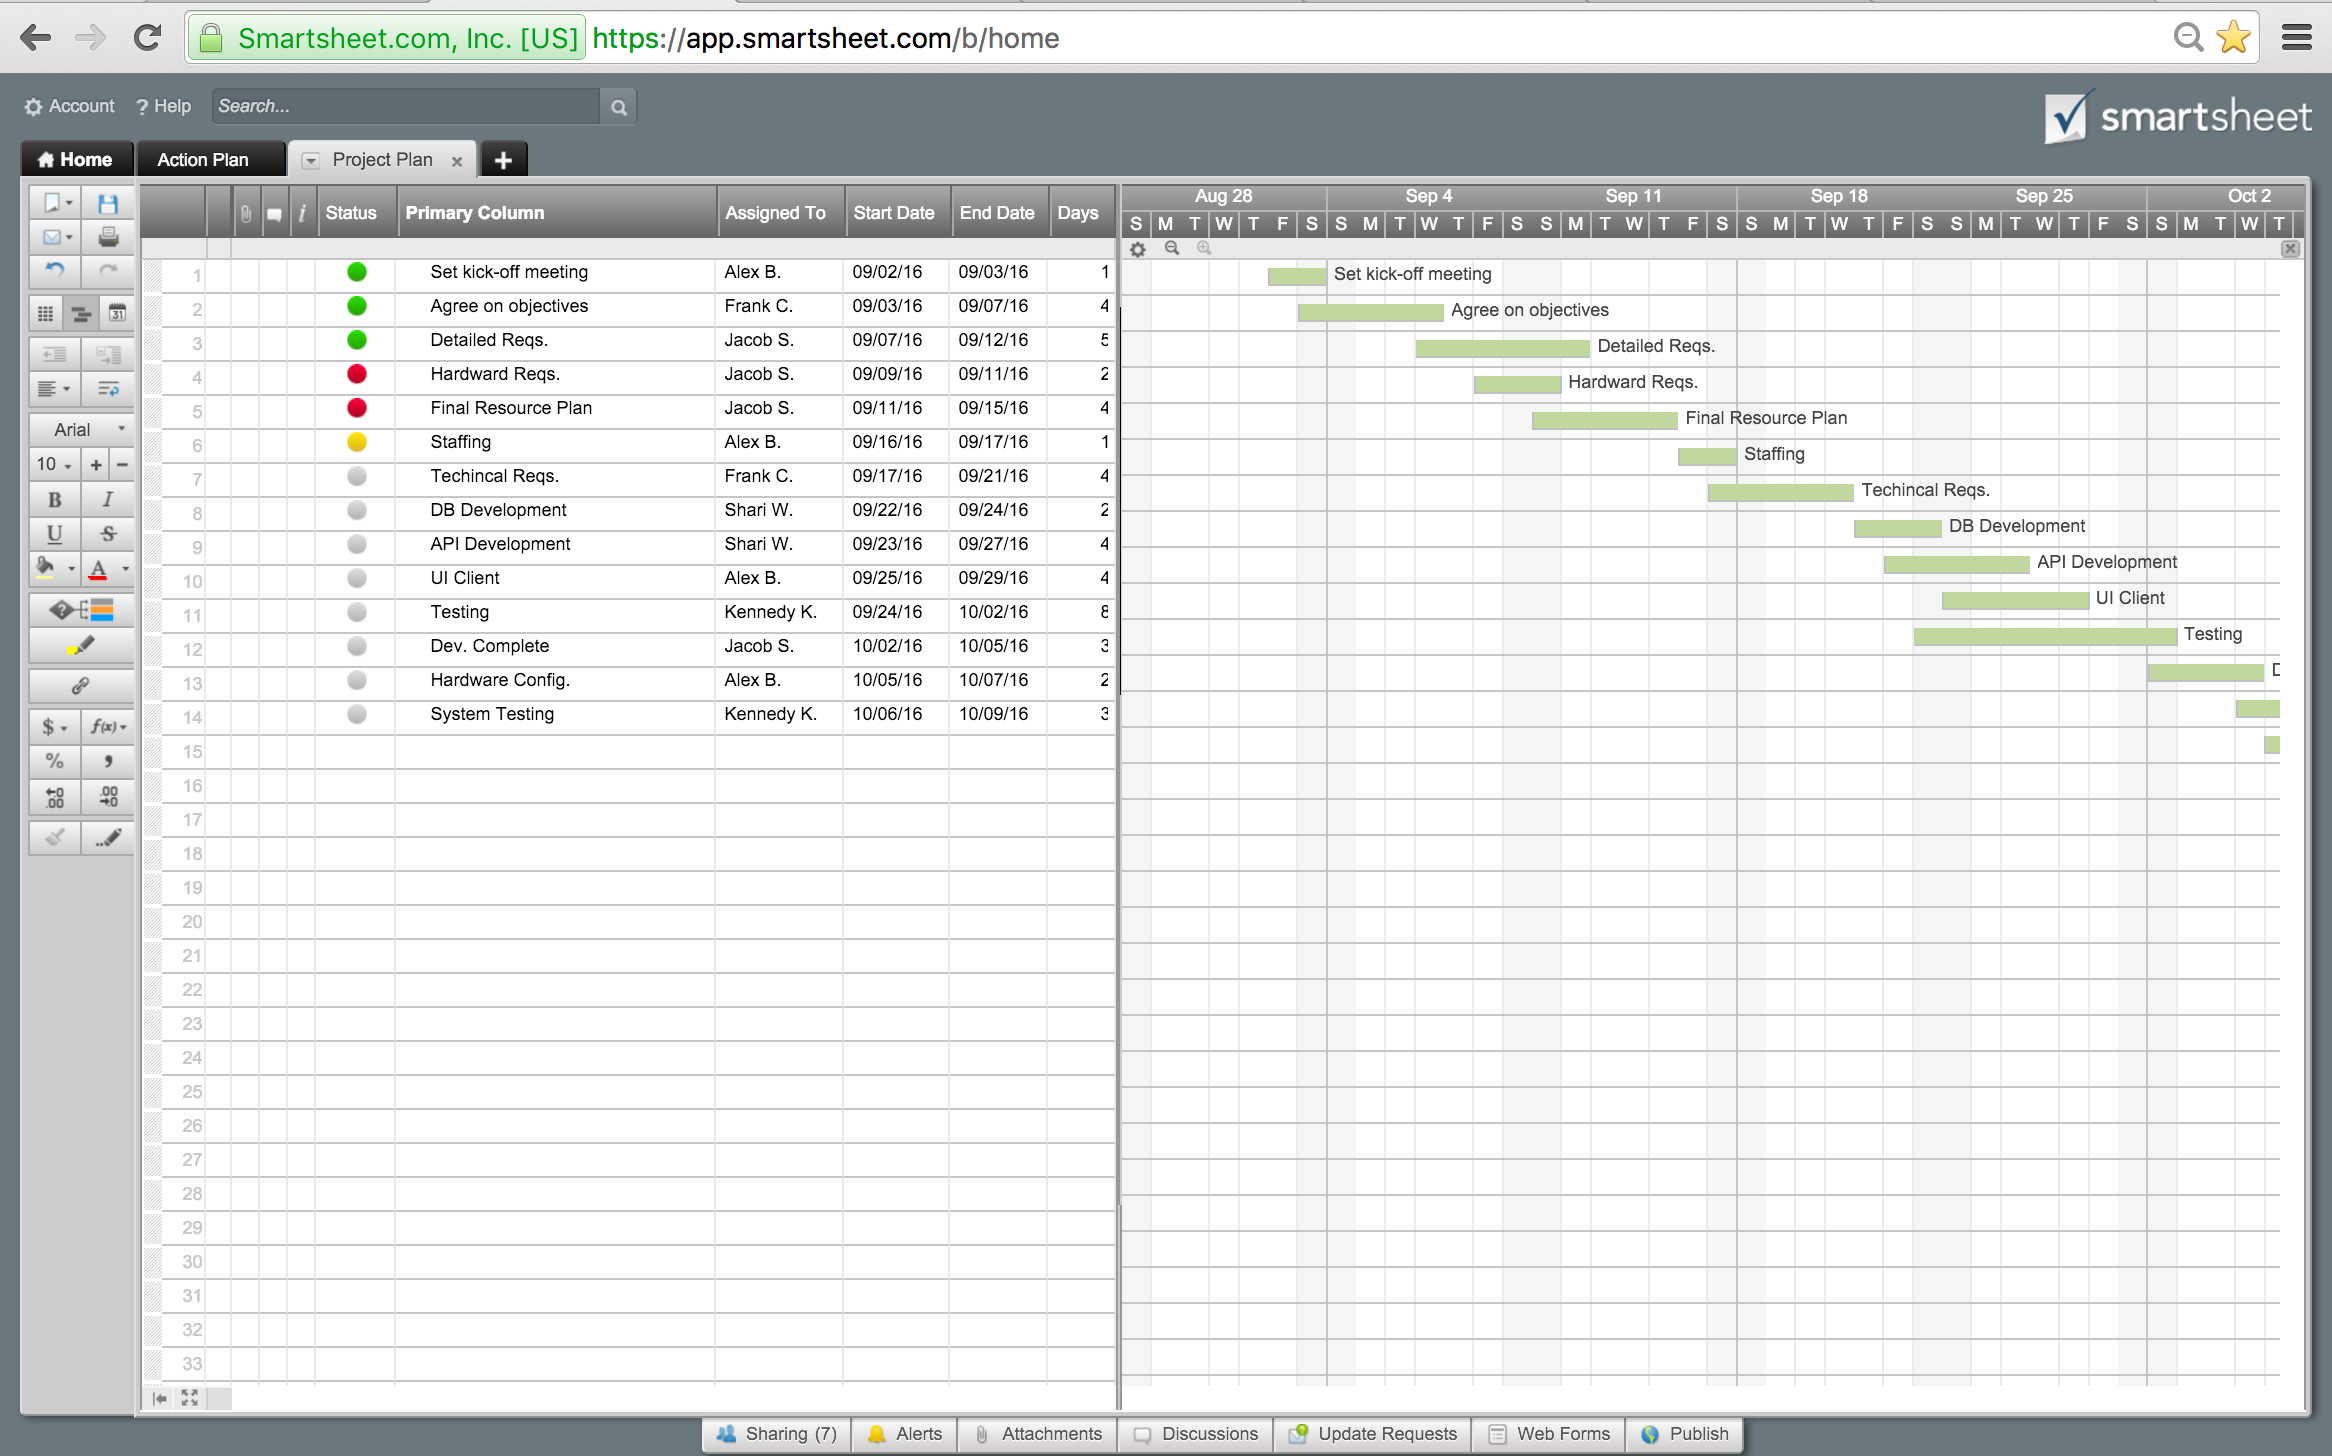 Smartsheet.com, Inc. [US] https://app.smartsheet.com/b/home
Account ? Help Search...
smartsheet
Home Action Plan Project Plan
Status Primary Column Assigned To Start Date End Date Days
Aug 28 Sep 4 Sep 11 Sep 18 Sep 25 Oct 2
S M T W T F S S M T W T F S S M T W T F S S M T W T F S S M T W T F S S M T W T
1 Set kick-off meeting Alex B. 09/02/16 09/03/16 1 Set kick-off meeting
2 Agree on objectives Frank C. 09/03/16 09/07/16 4 Agree on objectives
3 Detailed Reqs. Jacob S. 09/07/16 09/12/16 5 Detailed Reqs.
4 Hardward Reqs. Jacob S. 09/09/16 09/11/16 2 Hardward Reqs.
5 Final Resource Plan Jacob S. 09/11/16 09/15/16 4 Final Resource Plan
6 Staffing Alex B. 09/16/16 09/17/16 1 Staffing
7 Techincal Reqs. Frank C. 09/17/16 09/21/16 4 Techincal Reqs.
8 DB Development Shari W. 09/22/16 09/24/16 2 DB Development
9 API Development Shari W. 09/23/16 09/27/16 4 API Development
10 UI Client Alex B. 09/25/16 09/29/16 4 UI Client
11 Testing Kennedy K. 09/24/16 10/02/16 8 Testing
12 Dev. Complete Jacob S. 10/02/16 10/05/16 3 D
13 Hardware Config. Alex B. 10/05/16 10/07/16 2
14 System Testing Kennedy K. 10/06/16 10/09/16 3
15
16
17
18
19
20
21
22
23
24
25
26
27
28
29
30
31
32
33
31
Arial
10 + −
B I
U S
A
$ f(x)
% ,
.0 .00 .00 .0
Sharing (7) Alerts Attachments Discussions Update Requests Web Forms Publish